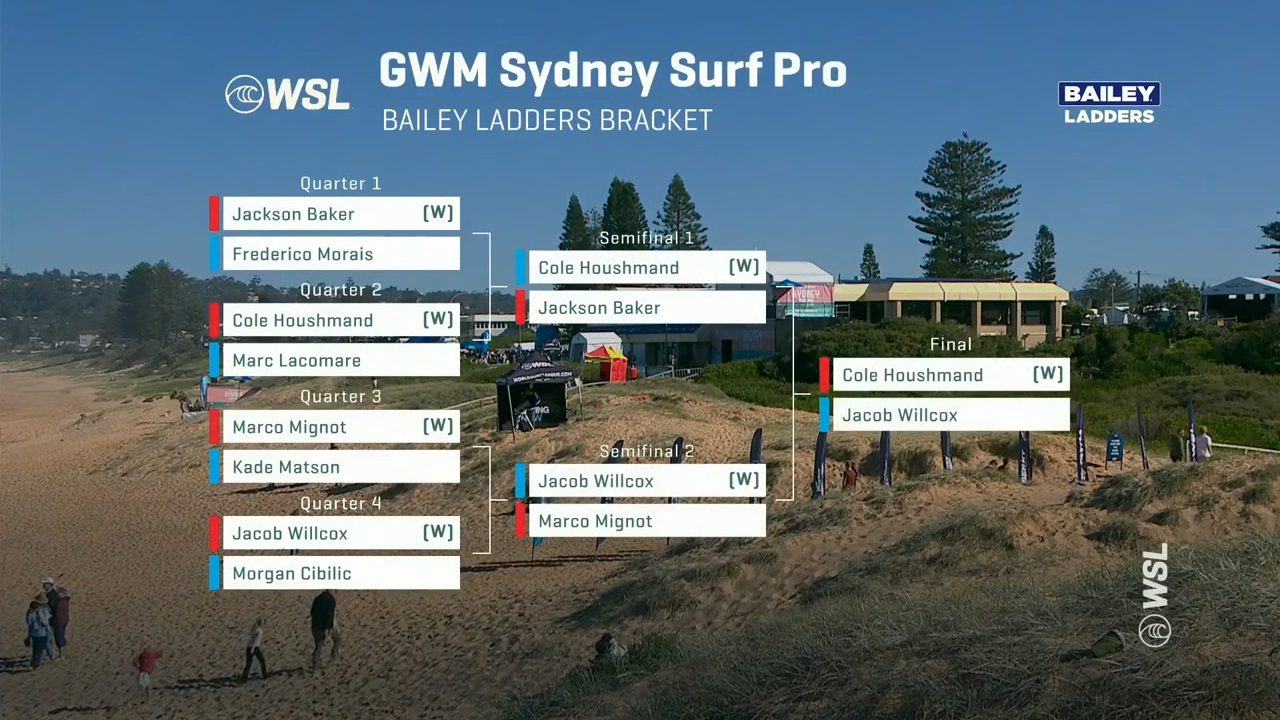 GWM Sydney Surf Pro
WSL
BAILEY LADDERS BRACKET
BAILEY
LADDERS
Quarter 1
Jackson Baker (W)
Frederico Morais
Quarter 2
Cole Houshmand (W)
Marc Lacomare
Quarter 3
Marco Mignot (W)
Kade Matson
Quarter 4
Jacob Willcox (W)
Morgan Cibilic
Semifinal 1
Cole Houshmand (W)
Jackson Baker
Semifinal 2
Jacob Willcox (W)
Marco Mignot
Final
Cole Houshmand (W)
Jacob Willcox
WSL
WSL